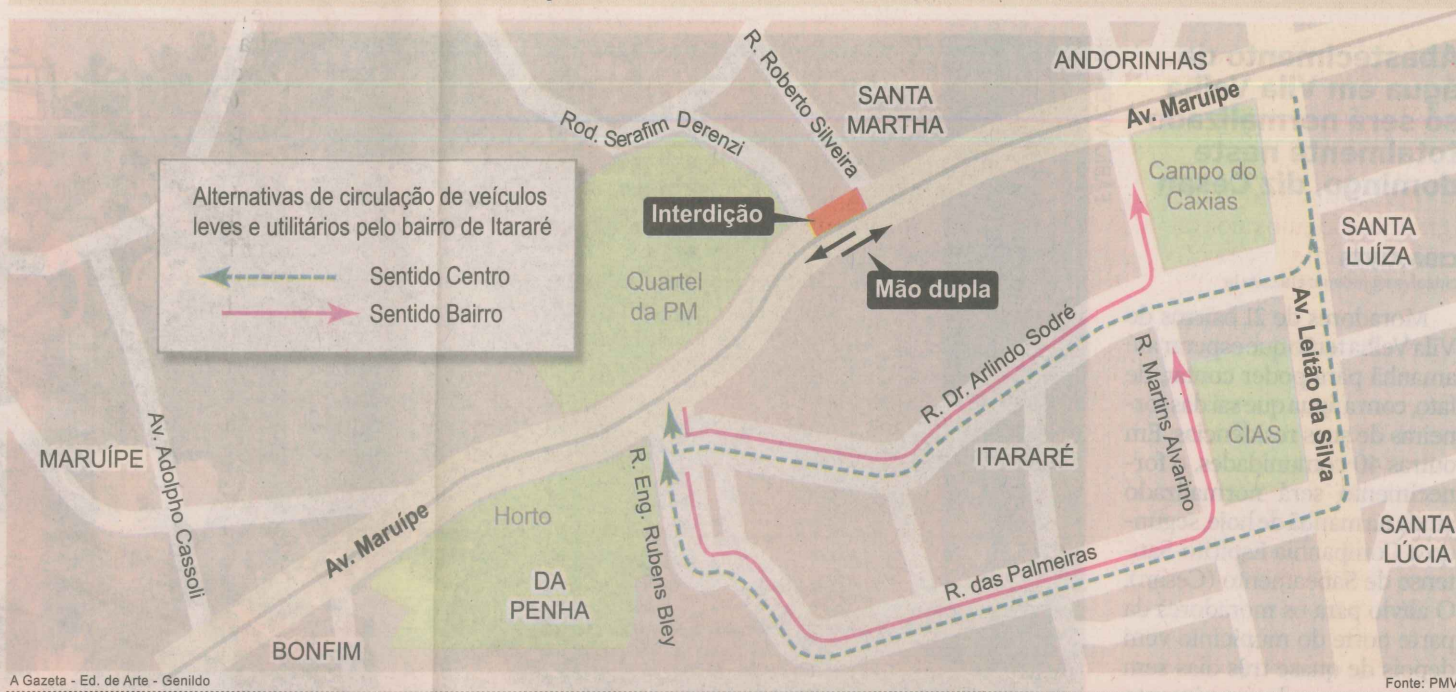 R. Roberto Silveira
ANDORINHAS
Rod. Serafim Derenzi
SANTA
MARTHA
Av. Maruípe
Alternativas de circulação de veículos
leves e utilitários pelo bairro de Itararé
Sentido Centro
Sentido Bairro
Interdição
Mão dupla
Campo do
Caxias
SANTA
LUÍZA
Quartel
da PM
Av. Leitão da Silva
R. Dr. Arlindo Sodré
R. Martins Alvarino
CIAS
ITARARÉ
MARUÍPE
Av. Adolpho Cassoli
Av. Maruípe
Horto
R. Eng. Rubens Bley
SANTA
LÚCIA
DA
PENHA
R. das Palmeiras
BONFIM
A Gazeta - Ed. de Arte - Genildo
Fonte: PMV